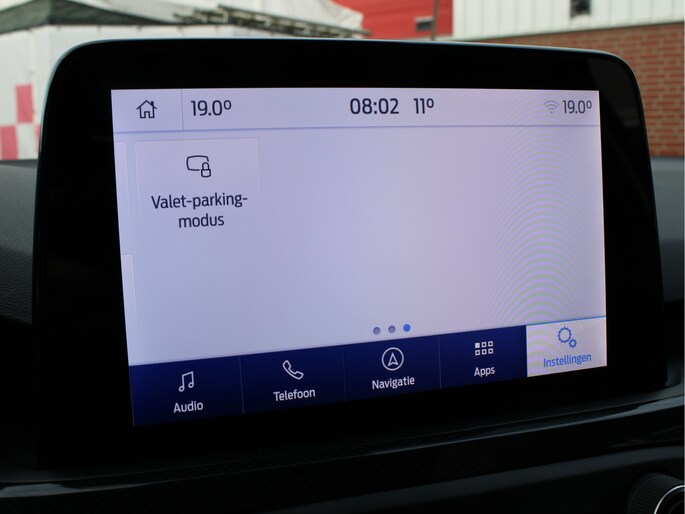 19.0° 08:02 11° 19.0°
Valet-parking-
modus
Audio Telefoon Navigatie Apps Instellingen